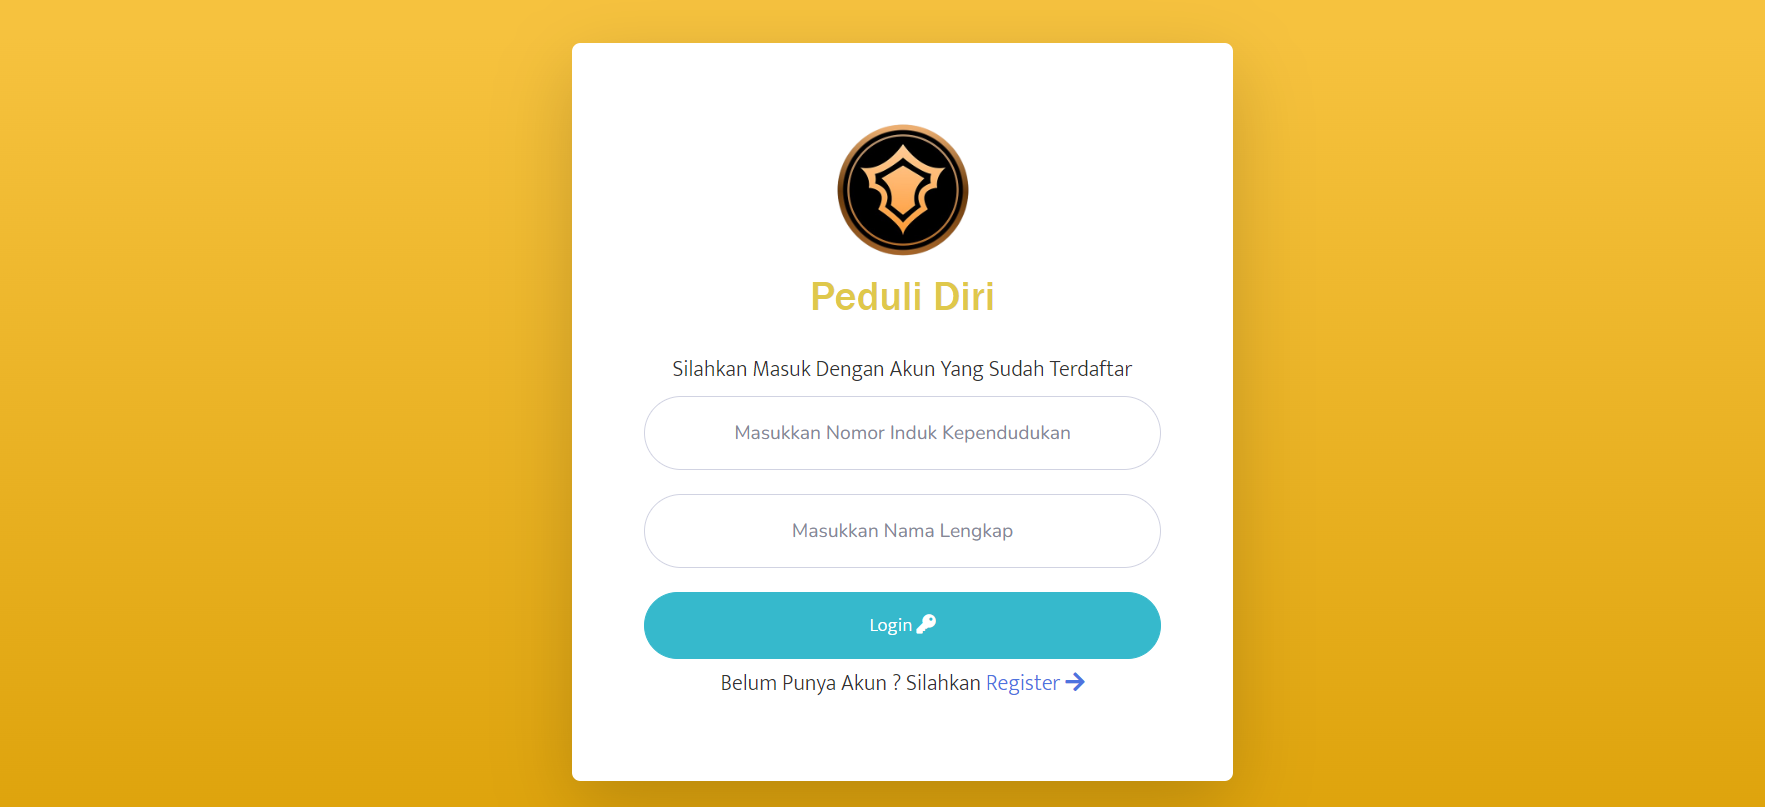 Peduli Diri
Silahkan Masuk Dengan Akun Yang Sudah Terdaftar
Masukkan Nomor Induk Kependudukan
Masukkan Nama Lengkap
Login
Belum Punya Akun ? Silahkan Register